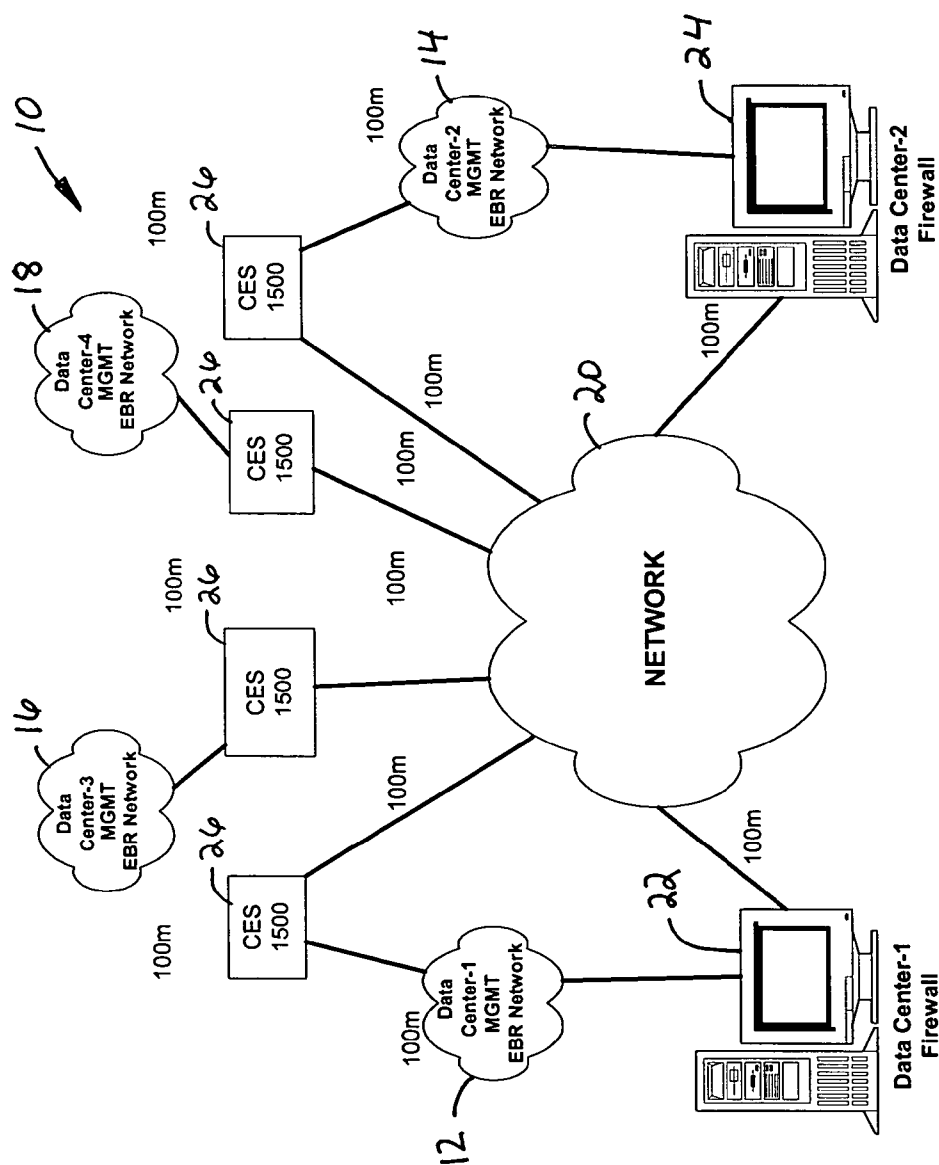 10
100m
18
Data
Center-4
MGMT
EBR Network
26
CES
1500
100m
14
Data
Center-2
MGMT
EBR Network
26
CES
1500
100m
100m
24
Data Center-2
Firewall
100m
20
NETWORK
16
Data
Center-3
MGMT
EBR Network
100m
26
CES
1500
100m
100m
26
CES
1500
100m
12
100m
Data
Center-1
MGMT
EBR Network
22
100m
Data Center-1
Firewall